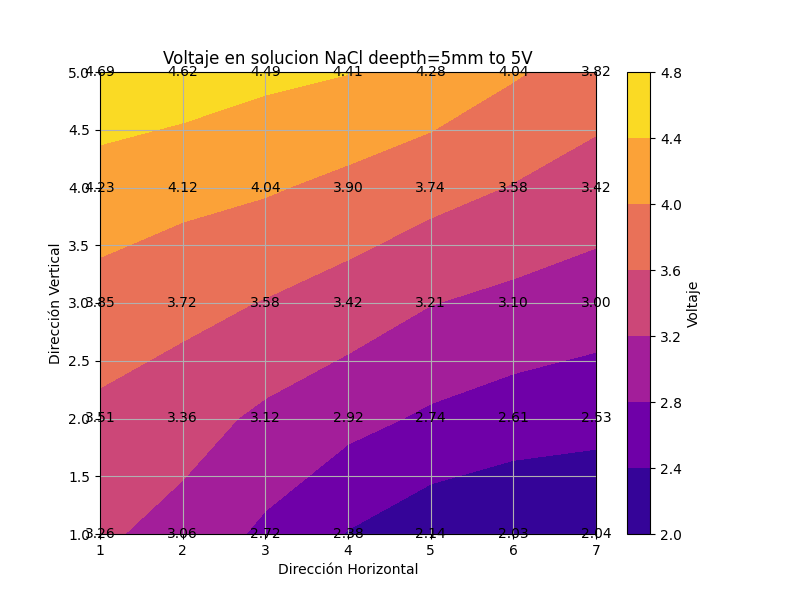 Voltaje en solucion NaCl deepth=5mm to 5V
5.0 4.69 4.62 4.49 4.41 4.28 4.04 3.82
4.5
4.0 4.23 4.12 4.04 3.90 3.74 3.58 3.42
3.5
3.0 3.85 3.72 3.58 3.42 3.21 3.10 3.00
2.5
2.0 3.51 3.36 3.12 2.92 2.74 2.61 2.53
1.5
1.0 3.26 3.06 2.72 2.38 2.14 2.03 2.04
1 2 3 4 5 6 7
Dirección Horizontal
Dirección Vertical
4.8
4.4
4.0
3.6
3.2
2.8
2.4
2.0
Voltaje